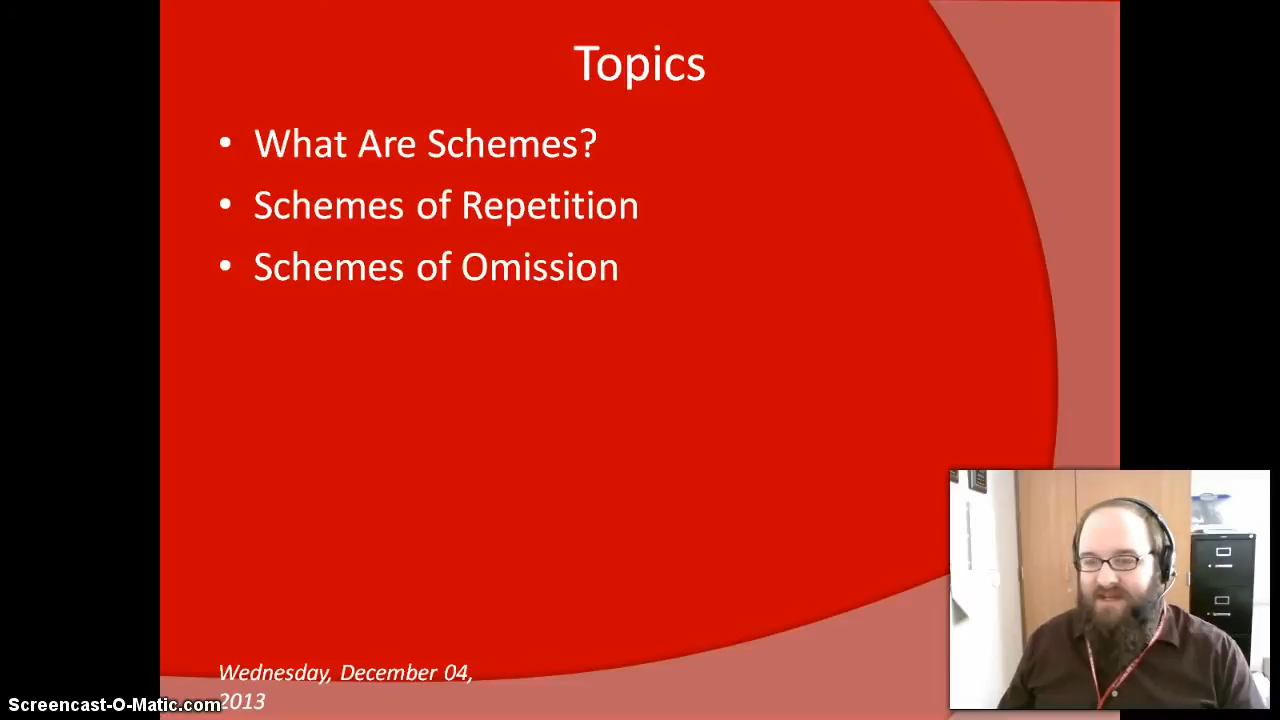 Topics
• What Are Schemes?
• Schemes of Repetition
• Schemes of Omission
Wednesday, December 04,
2013
Screencast-O-Matic.com